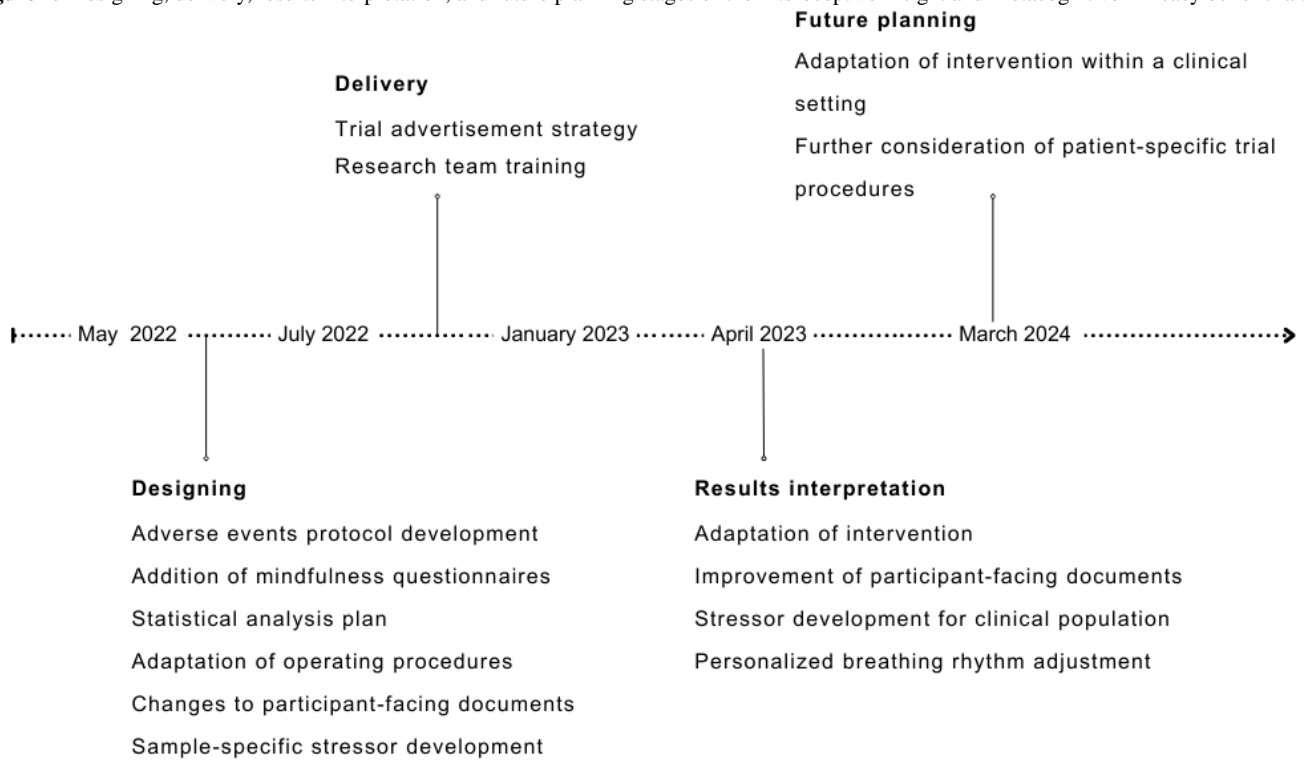 Future planning
Adaptation of intervention within a clinical
setting
Further consideration of patient-specific trial
procedures
Delivery
Trial advertisement strategy
Research team training
May 2022
July 2022
January 2023
April 2023
March 2024
Designing
Adverse events protocol development
Addition of mindfulness questionnaires
Statistical analysis plan
Adaptation of operating procedures
Changes to participant-facing documents
Sample-specific stressor development
Results interpretation
Adaptation of intervention
Improvement of participant-facing documents
Stressor development for clinical population
Personalized breathing rhythm adjustment